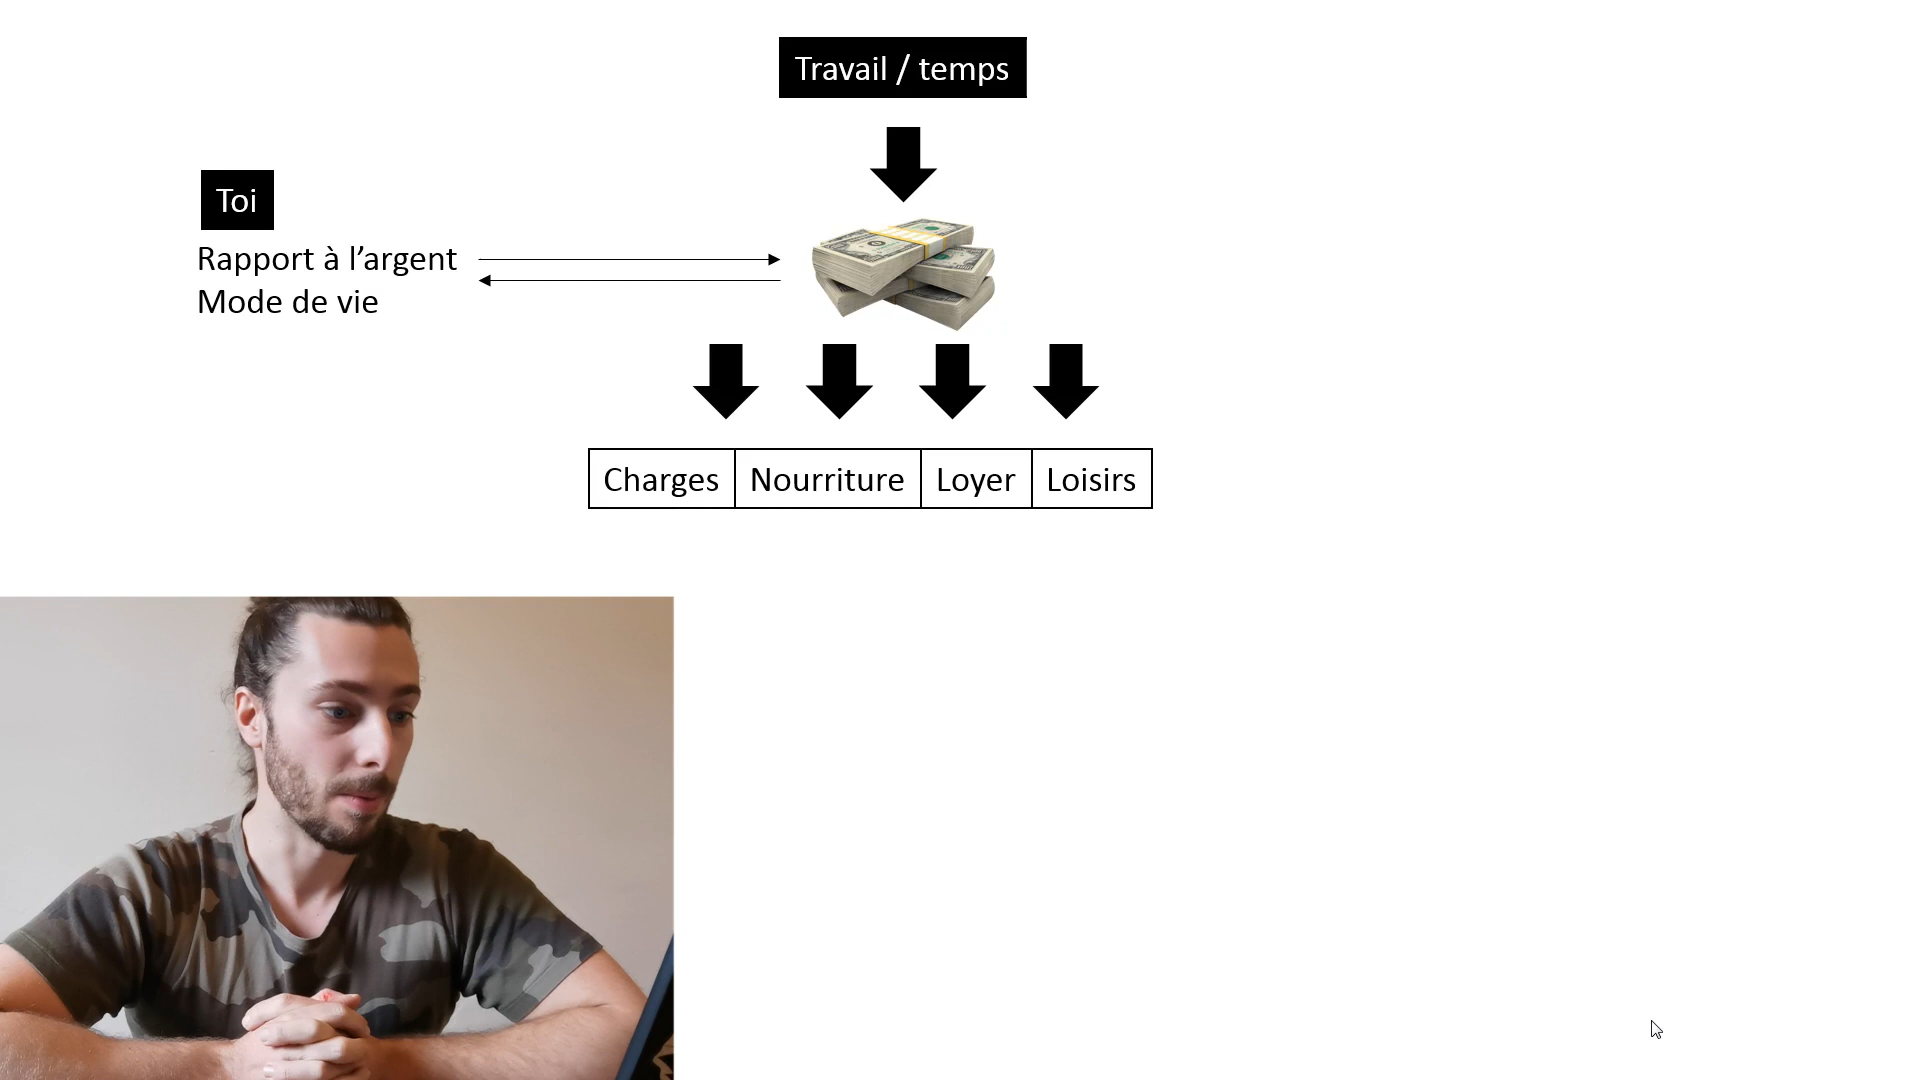 Travail / temps
Toi
Rapport à l’argent
Mode de vie
Charges
Nourriture
Loyer
Loisirs